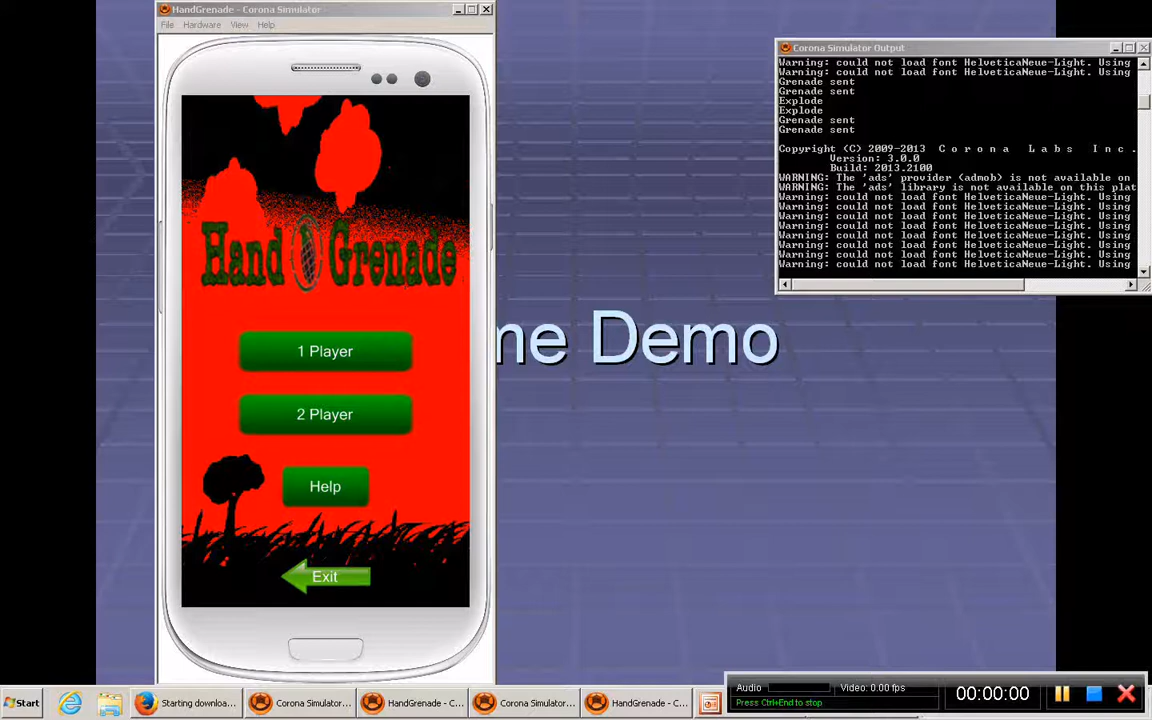 HandGrenade - Corona Simulator
File Hardware View Help
Hand Grenade
1 Player
2 Player
Help
Exit
me Demo
Corona Simulator Output
Warning: could not load font HelveticaNeue-Light. Using
Warning: could not load font HelveticaNeue-Light. Using
Grenade sent
Grenade sent
Explode
Explode
Grenade sent
Grenade sent
Copyright (C) 2009-2013 C o r o n a L a b s I n c .
Version: 3.0.0
Build: 2013.2100
WARNING: The 'ads' provider (admob) is not available on
WARNING: The 'ads' library is not available on this plat
Warning: could not load font HelveticaNeue-Light. Using
Warning: could not load font HelveticaNeue-Light. Using
Warning: could not load font HelveticaNeue-Light. Using
Warning: could not load font HelveticaNeue-Light. Using
Warning: could not load font HelveticaNeue-Light. Using
Warning: could not load font HelveticaNeue-Light. Using
Warning: could not load font HelveticaNeue-Light. Using
Warning: could not load font HelveticaNeue-Light. Using
Start
Starting downloa...
Corona Simulator...
HandGrenade - C...
Corona Simulator...
HandGrenade - C...
Audio
Video: 0.00 fps
Press Ctrl+End to stop
00:00:00